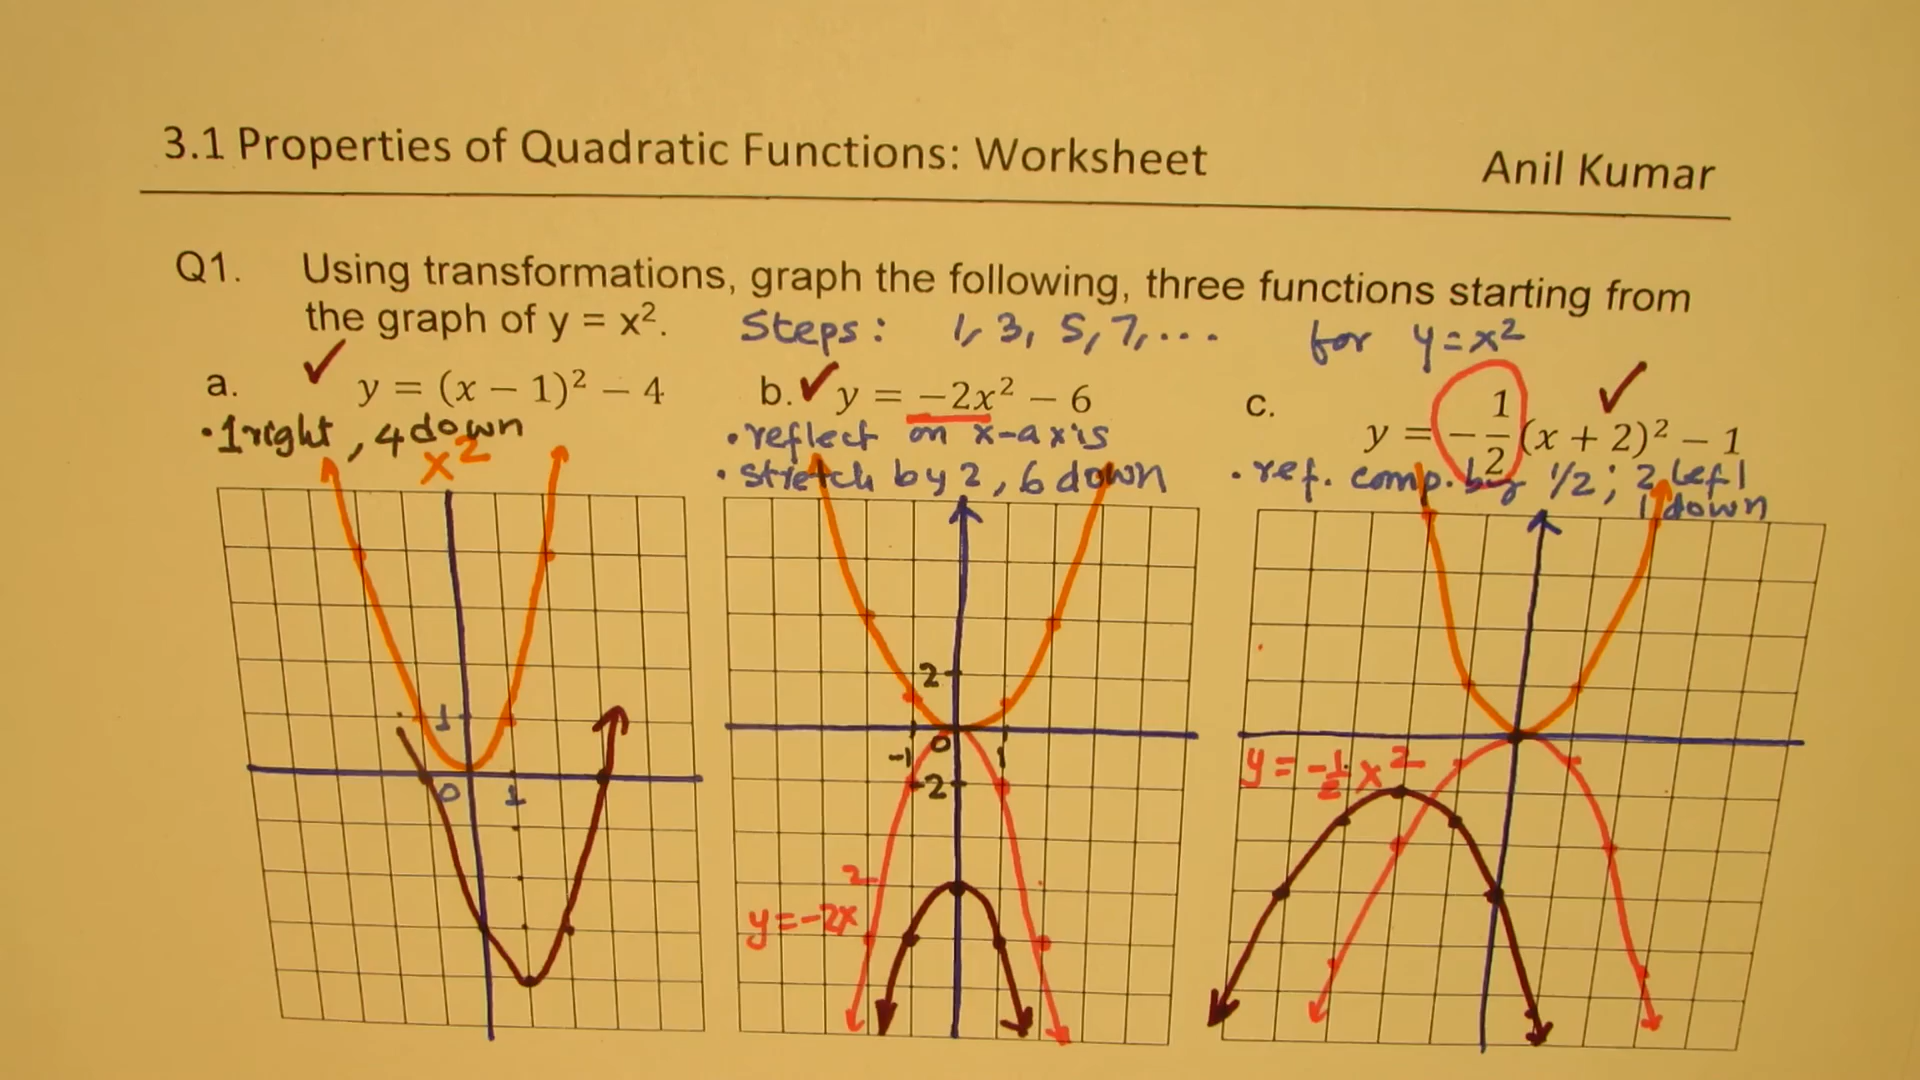 3.1 Properties of Quadratic Functions: Worksheet Anil Kumar
Q1. Using transformations, graph the following, three functions starting from
the graph of y = x².
Steps: 1, 3, 5, 7, ... for y=x²
a. y = (x − 1)² − 4
b. y = −2x² − 6
c. y = −1/2(x + 2)² − 1
•1right, 4down
•reflect on x-axis
•stretch by 2, 6 down
•ref. comp. by 1/2; 2 left
1 down
x²
1
0
1
2
-1
0
1
-2
y=-2x²
y=-1/2x²